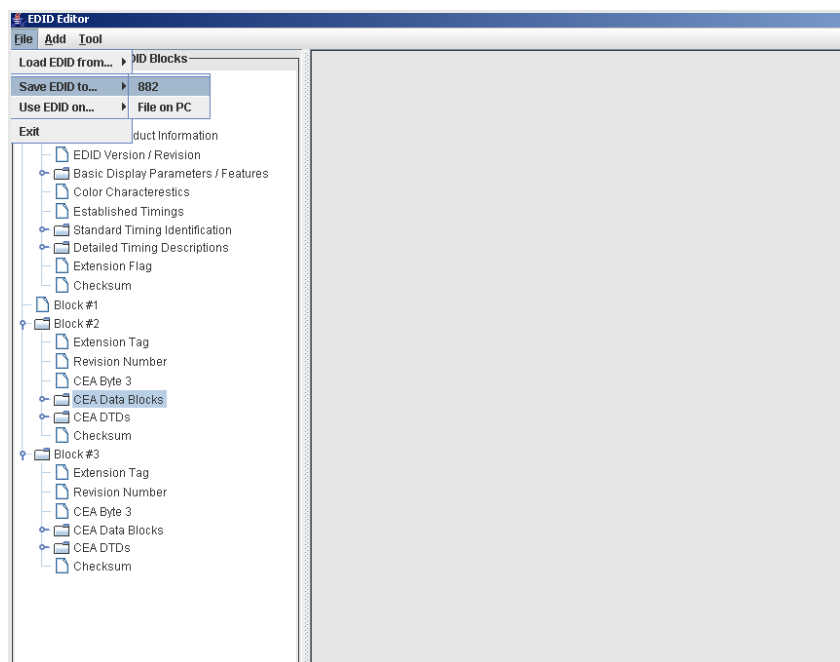 EDID Editor
File Add Tool
Load EDID from... DID Blocks
Save EDID to... 882
Use EDID on... File on PC
Exit duct Information
EDID Version / Revision
Basic Display Parameters / Features
Color Characterestics
Established Timings
Standard Timing Identification
Detailed Timing Descriptions
Extension Flag
Checksum
Block #1
Block #2
Extension Tag
Revision Number
CEA Byte 3
CEA Data Blocks
CEA DTDs
Checksum
Block #3
Extension Tag
Revision Number
CEA Byte 3
CEA Data Blocks
CEA DTDs
Checksum